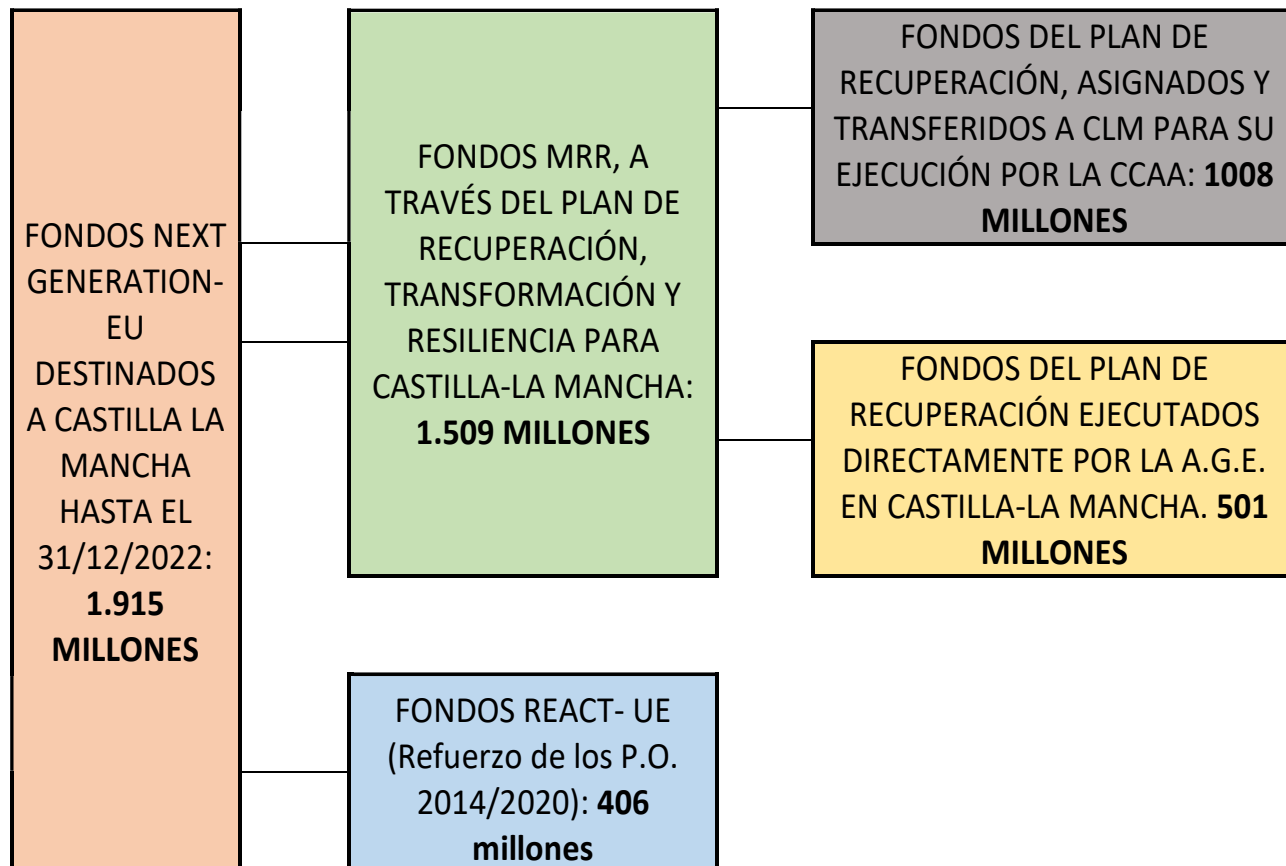 FONDOS NEXT
GENERATION-
EU
DESTINADOS
A CASTILLA LA
MANCHA
HASTA EL
31/12/2022:
1.915
MILLONES
FONDOS MRR, A
TRAVÉS DEL PLAN DE
RECUPERACIÓN,
TRANSFORMACIÓN Y
RESILIENCIA PARA
CASTILLA-LA MANCHA:
1.509 MILLONES
FONDOS REACT- UE
(Refuerzo de los P.O.
2014/2020): 406
millones
FONDOS DEL PLAN DE
RECUPERACIÓN, ASIGNADOS Y
TRANSFERIDOS A CLM PARA SU
EJECUCIÓN POR LA CCAA: 1008
MILLONES
FONDOS DEL PLAN DE
RECUPERACIÓN EJECUTADOS
DIRECTAMENTE POR LA A.G.E.
EN CASTILLA-LA MANCHA. 501
MILLONES